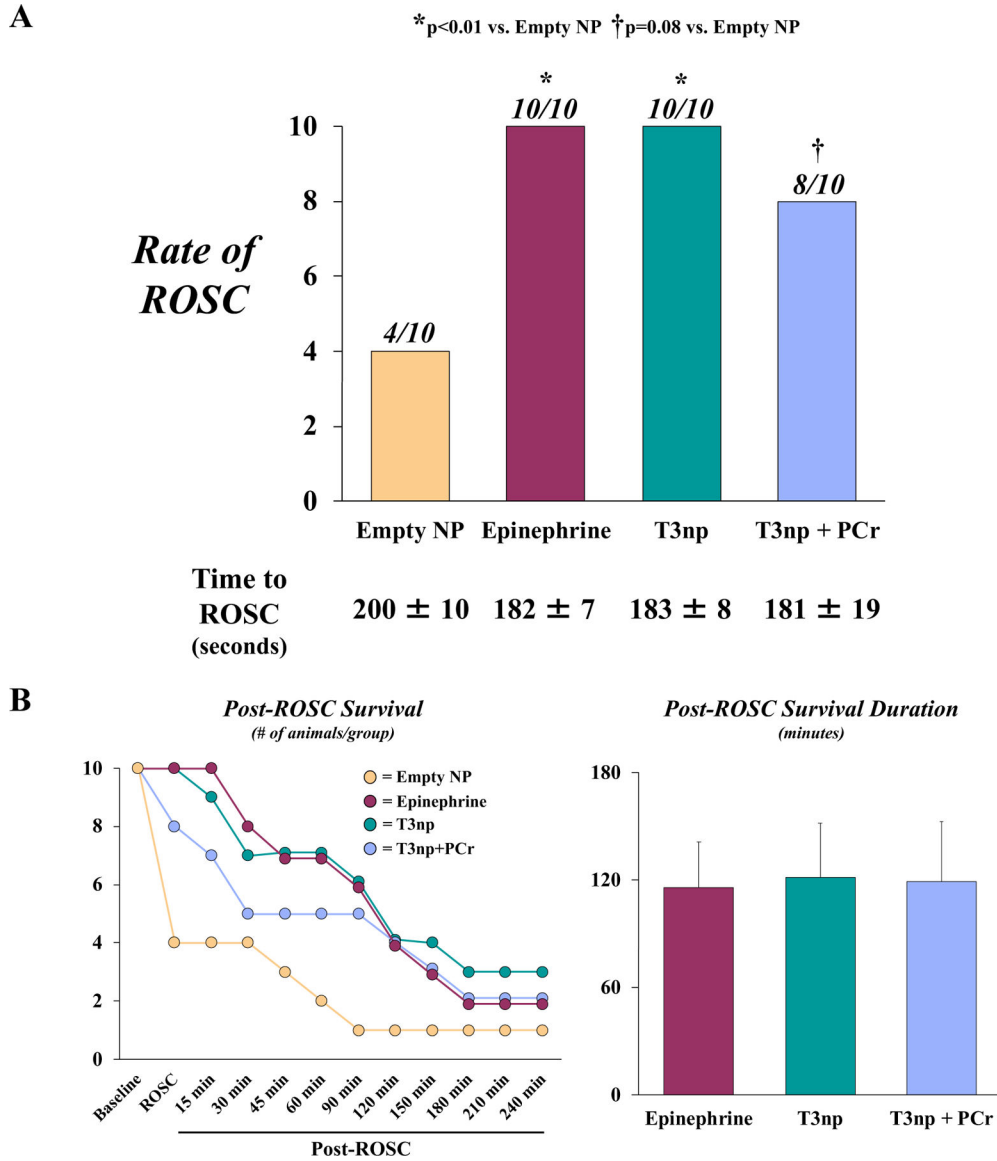 A
*p<0.01 vs. Empty NP †p=0.08 vs. Empty NP
Rate of
ROSC
10
8
6
4
2
0
4/10
*
10/10
*
10/10
†
8/10
Empty NP Epinephrine T3np T3np + PCr
Time to
ROSC
(seconds)
200 ± 10 182 ± 7 183 ± 8 181 ± 19
B
Post-ROSC Survival
(# of animals/group)
10
8
6
4
2
0
= Empty NP
= Epinephrine
= T3np
= T3np+PCr
Baseline
ROSC
15 min
30 min
45 min
60 min
90 min
120 min
150 min
180 min
210 min
240 min
Post-ROSC
Post-ROSC Survival Duration
(minutes)
180
120
60
0
Epinephrine T3np T3np + PCr